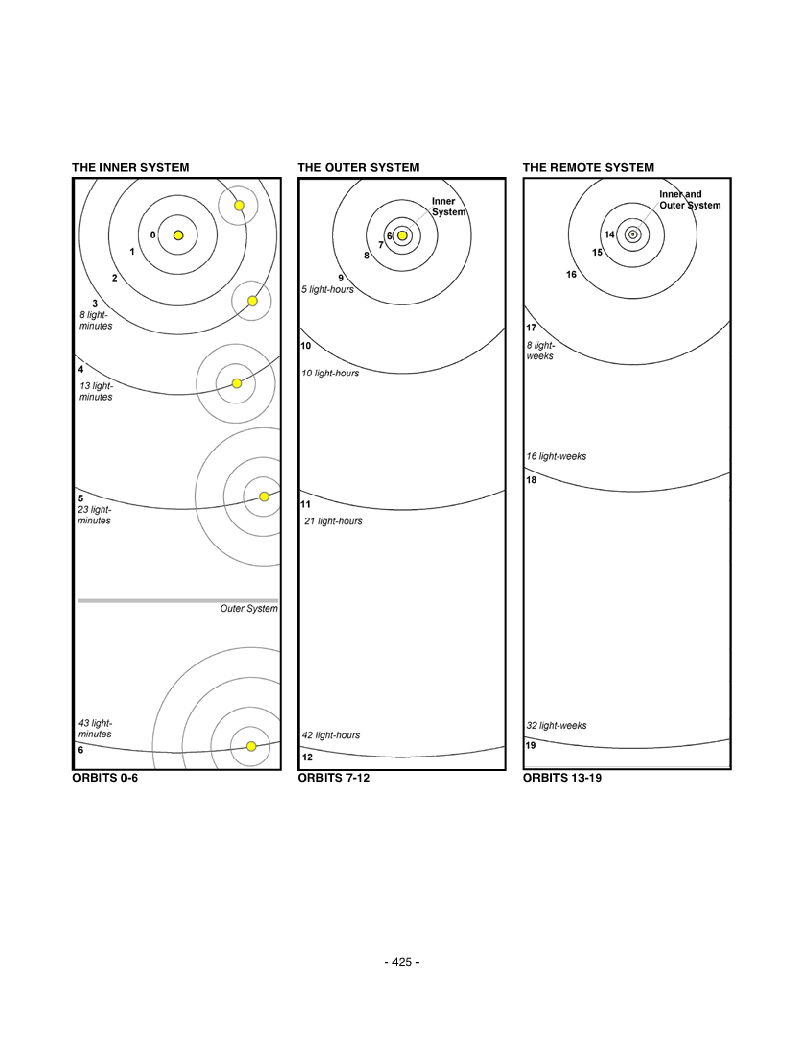 THE INNER SYSTEM
0
1
2
3
8 light-
minutes
4
13 light-
minutes
5
23 light-
minutes
Outer System
43 light-
minutes
6
ORBITS 0-6
THE OUTER SYSTEM
Inner
System
6
7
8
9
5 light-hours
10
10 light-hours
11
21 light-hours
42 light-hours
12
ORBITS 7-12
THE REMOTE SYSTEM
Inner and
Outer System
14
15
16
17
8 light-
weeks
16 light-weeks
18
32 light-weeks
19
ORBITS 13-19
- 425 -